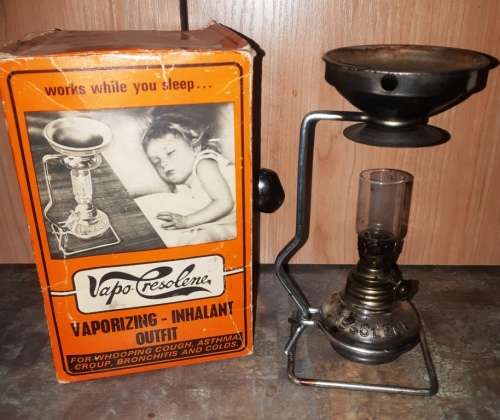 works while you sleep...
Vapo-Cresolene
VAPORIZING - INHALANT
OUTFIT
FOR WHOOPING COUGH, ASTHMA,
CROUP, BRONCHITIS AND COLDS.